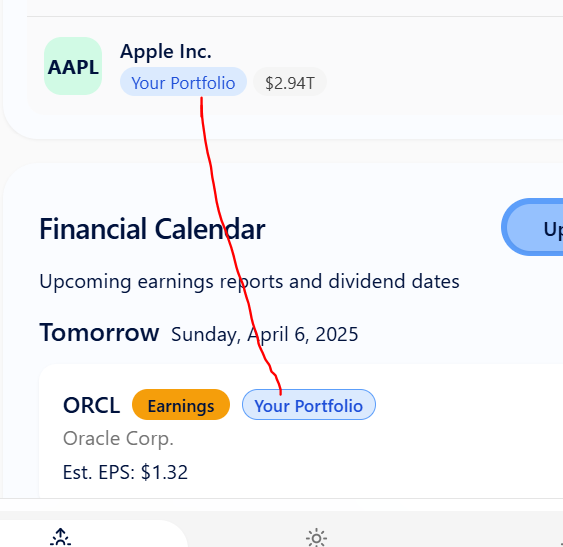 AAPL
Apple Inc.
Your Portfolio $2.94T
Financial Calendar
Up
Upcoming earnings reports and dividend dates
Tomorrow Sunday, April 6, 2025
ORCL Earnings Your Portfolio
Oracle Corp.
Est. EPS: $1.32